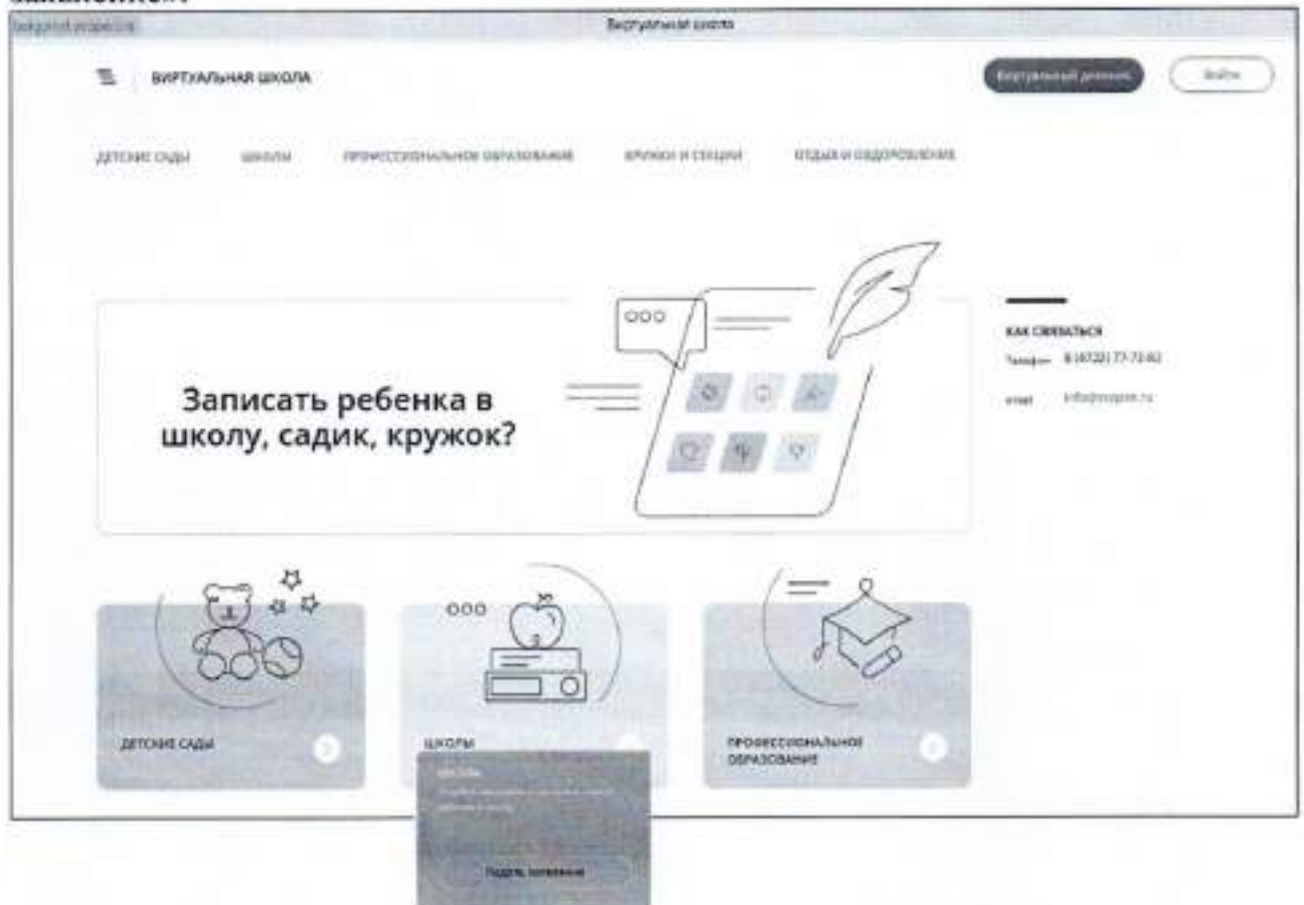 Виртуальная школа
ВИРТУАЛЬНАЯ ШКОЛА
Виртуальный дневник
Войти
ДЕТСКИЕ САДЫ
ШКОЛЫ
ПРОФЕССИОНАЛЬНОЕ ОБРАЗОВАНИЕ
КРУЖКИ И СЕКЦИИ
ОТДЫХ И ОЗДОРОВЛЕНИЕ
Записать ребенка в
школу, садик, кружок?
КАК СВЯЗАТЬСЯ
Телефон
email
ДЕТСКИЕ САДЫ
ШКОЛЫ
ПРОФЕССИОНАЛЬНОЕ
ОБРАЗОВАНИЕ
ШКОЛЫ
Подать заявление